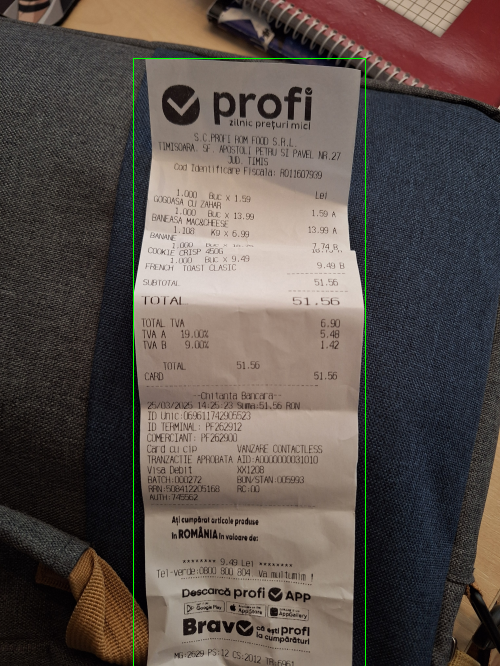 profi
zilnic prețuri mici
S.C.PROFI ROM FOOD S.R.L.
TIMISOARA. SF. APOSTOLI PETRU SI PAVEL NR.27
JUD. TIMIS
Cod Identificare Fiscala: RO11607939
Lei
1.000 Buc x 1.59
GOGOASA CU ZAHAR 1.59 A
1.000 Buc x 13.99
BANEASA MAC&CHEESE 13.99 A
1.108 KG x 6.99
BANANE 7.74 B
1.000 Buc x
COOKIE CRISP 450G
1.000 Buc x 9.49
FRENCH TOAST CLASIC 9.49 B
SUBTOTAL 51.56
TOTAL 51.56
TOTAL TVA 6.90
TVA A 19.00% 5.48
TVA B 9.00% 1.42
TOTAL 51.56
CARD 51.56
--Chitanta Bancara--
25/03/2025 14:25:23 Suma:51.56 RON
ID Unic:069611742905523
ID TERMINAL: PF262912
COMERCIANT: PF262900
Card cu cip VANZARE CONTACTLESS
TRANZACTIE APROBATA AID:A0000000031010
Visa Debit XX1208
BATCH:000272 BON/STAN:005993
RRN:508412205168 RC:00
AUTH:745562
Ați cumpărat articole produse
în ROMÂNIA în valoare de:
******** 9.49 Lei ********
Tel-verde:0800 800 804 Va multumim !
Descarcă profi APP
Google Play App Store AppGallery
Bravo că ești profi
la cumpărături
MG:2629 PS:12 CS:2012 TR:6961